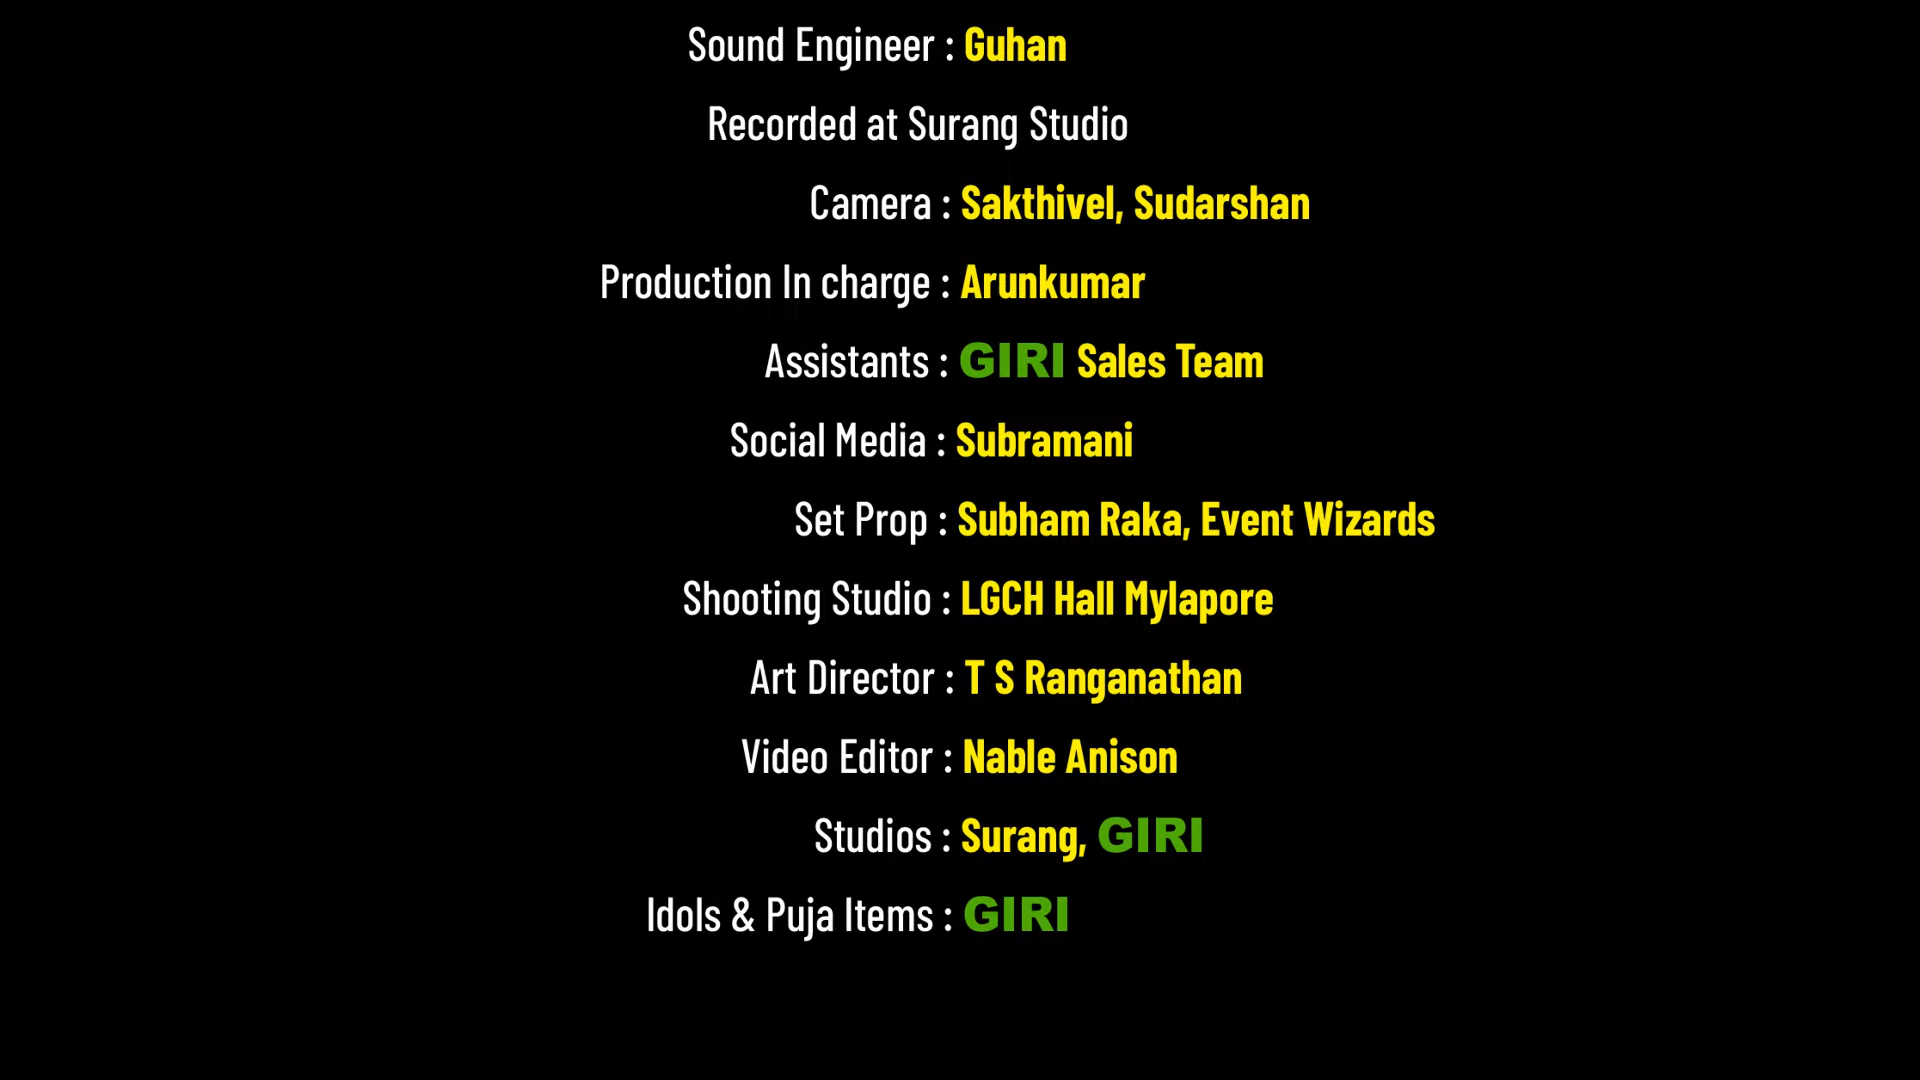 Sound Engineer : Guhan
Recorded at Surang Studio
Camera : Sakthivel, Sudarshan
Production In charge : Arunkumar
Assistants : GIRI Sales Team
Social Media : Subramani
Set Prop : Subham Raka, Event Wizards
Shooting Studio : LGCH Hall Mylapore
Art Director : T S Ranganathan
Video Editor : Nable Anison
Studios : Surang, GIRI
Idols & Puja Items : GIRI